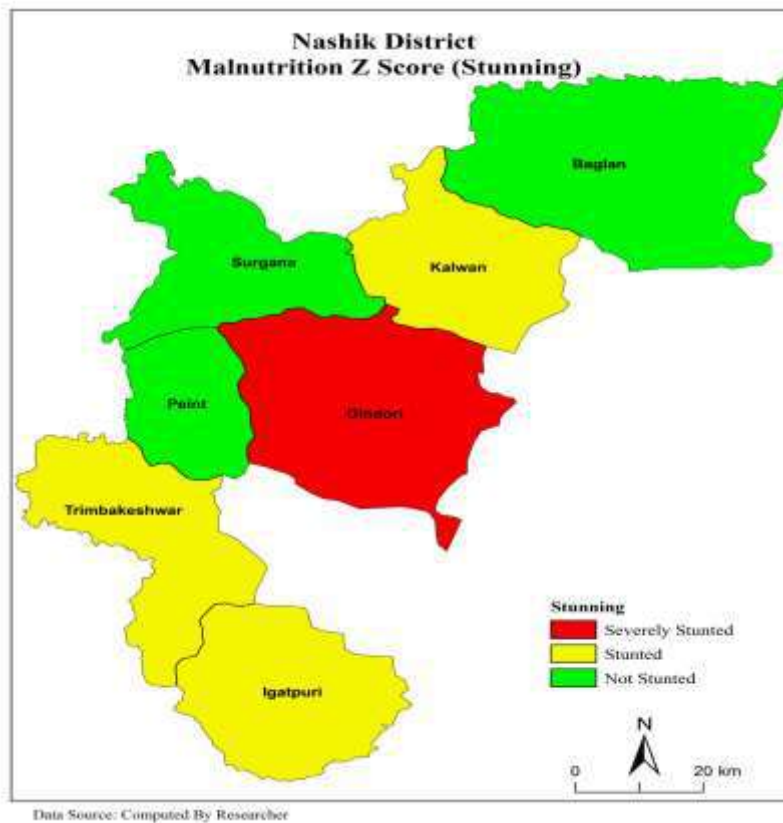 Nashik District
Malnutrition Z Score (Stunning)
Baglan
Surgana
Kalwan
Peint
Dindori
Trimbakeshwar
Igatpuri
Stunning
Severely Stunted
Stunted
Not Stunted
N
0 20 km
Data Source: Computed By Researcher